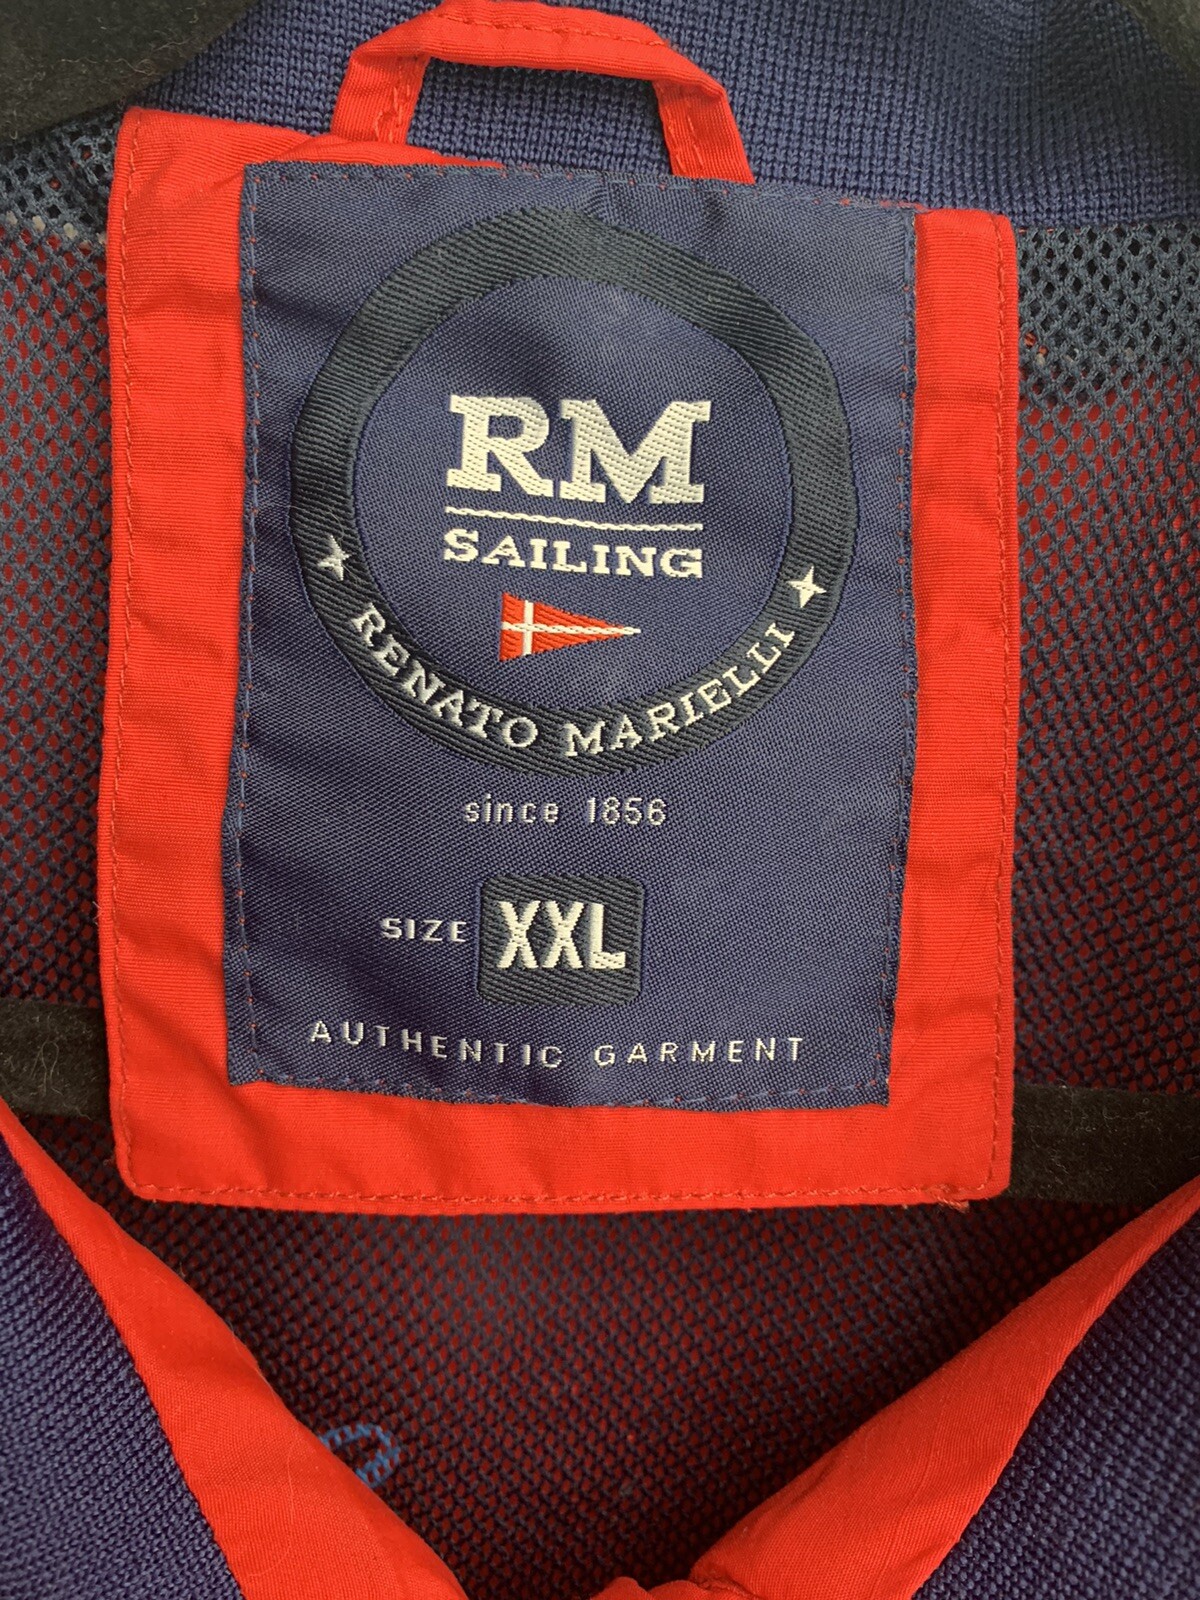 RM
SAILING
RENATO MARIELLI
since 1856
SIZE XXL
AUTHENTIC GARMENT